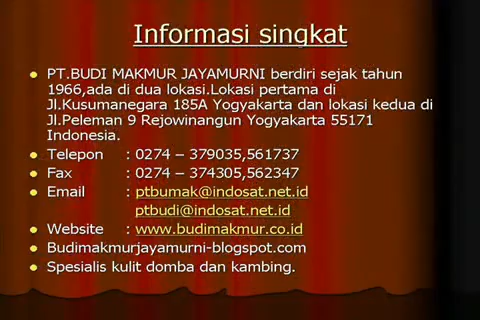 Informasi singkat
PT.BUDI MAKMUR JAYAMURNI berdiri sejak tahun
1966,ada di dua lokasi.Lokasi pertama di
Jl.Kusumanegara 185A Yogyakarta dan lokasi kedua di
Jl.Peleman 9 Rejowinangun Yogyakarta 55171
Indonesia.
Telepon : 0274 – 379035,561737
Fax : 0274 – 374305,562347
Email : ptbumak@indosat.net.id
ptbudi@indosat.net.id
Website : www.budimakmur.co.id
Budimakmurjayamurni-blogspot.com
Spesialis kulit domba dan kambing.